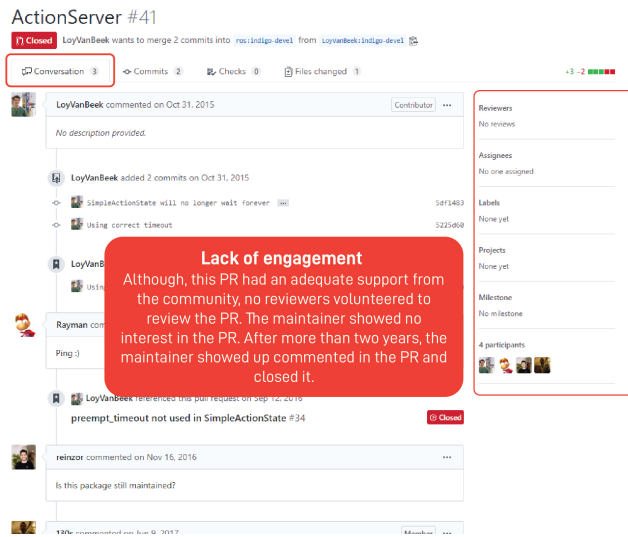 ActionServer #41
Closed LoyVanBeek wants to merge 2 commits into ros:indigo-devel from LoyVanBeek:indigo-devel
Conversation 3 Commits 2 Checks 0 Files changed 1 +3 −2
LoyVanBeek commented on Oct 31, 2015 Contributor ...
No description provided.
LoyVanBeek added 2 commits on Oct 31, 2015
SimpleActionState will no longer wait forever ... 5df1483
Using correct timeout 5225d60
LoyVanB
Usin
Rayman com
Ping :)
Lack of engagement
Although, this PR had an adequate support from
the community, no reviewers volunteered to
review the PR. The maintainer showed no
interest in the PR. After more than two years, the
maintainer showed up commented in the PR and
closed it.
LoyVanBeek referenced this pull request on Sep 12, 2016
preempt_timeout not used in SimpleActionState #34 Closed
reinzor commented on Nov 16, 2016 ...
Is this package still maintained?
130s commented on Jun 9, 2017 Member ...
Reviewers
No reviews
Assignees
No one assigned
Labels
None yet
Projects
None yet
Milestone
No milestone
4 participants